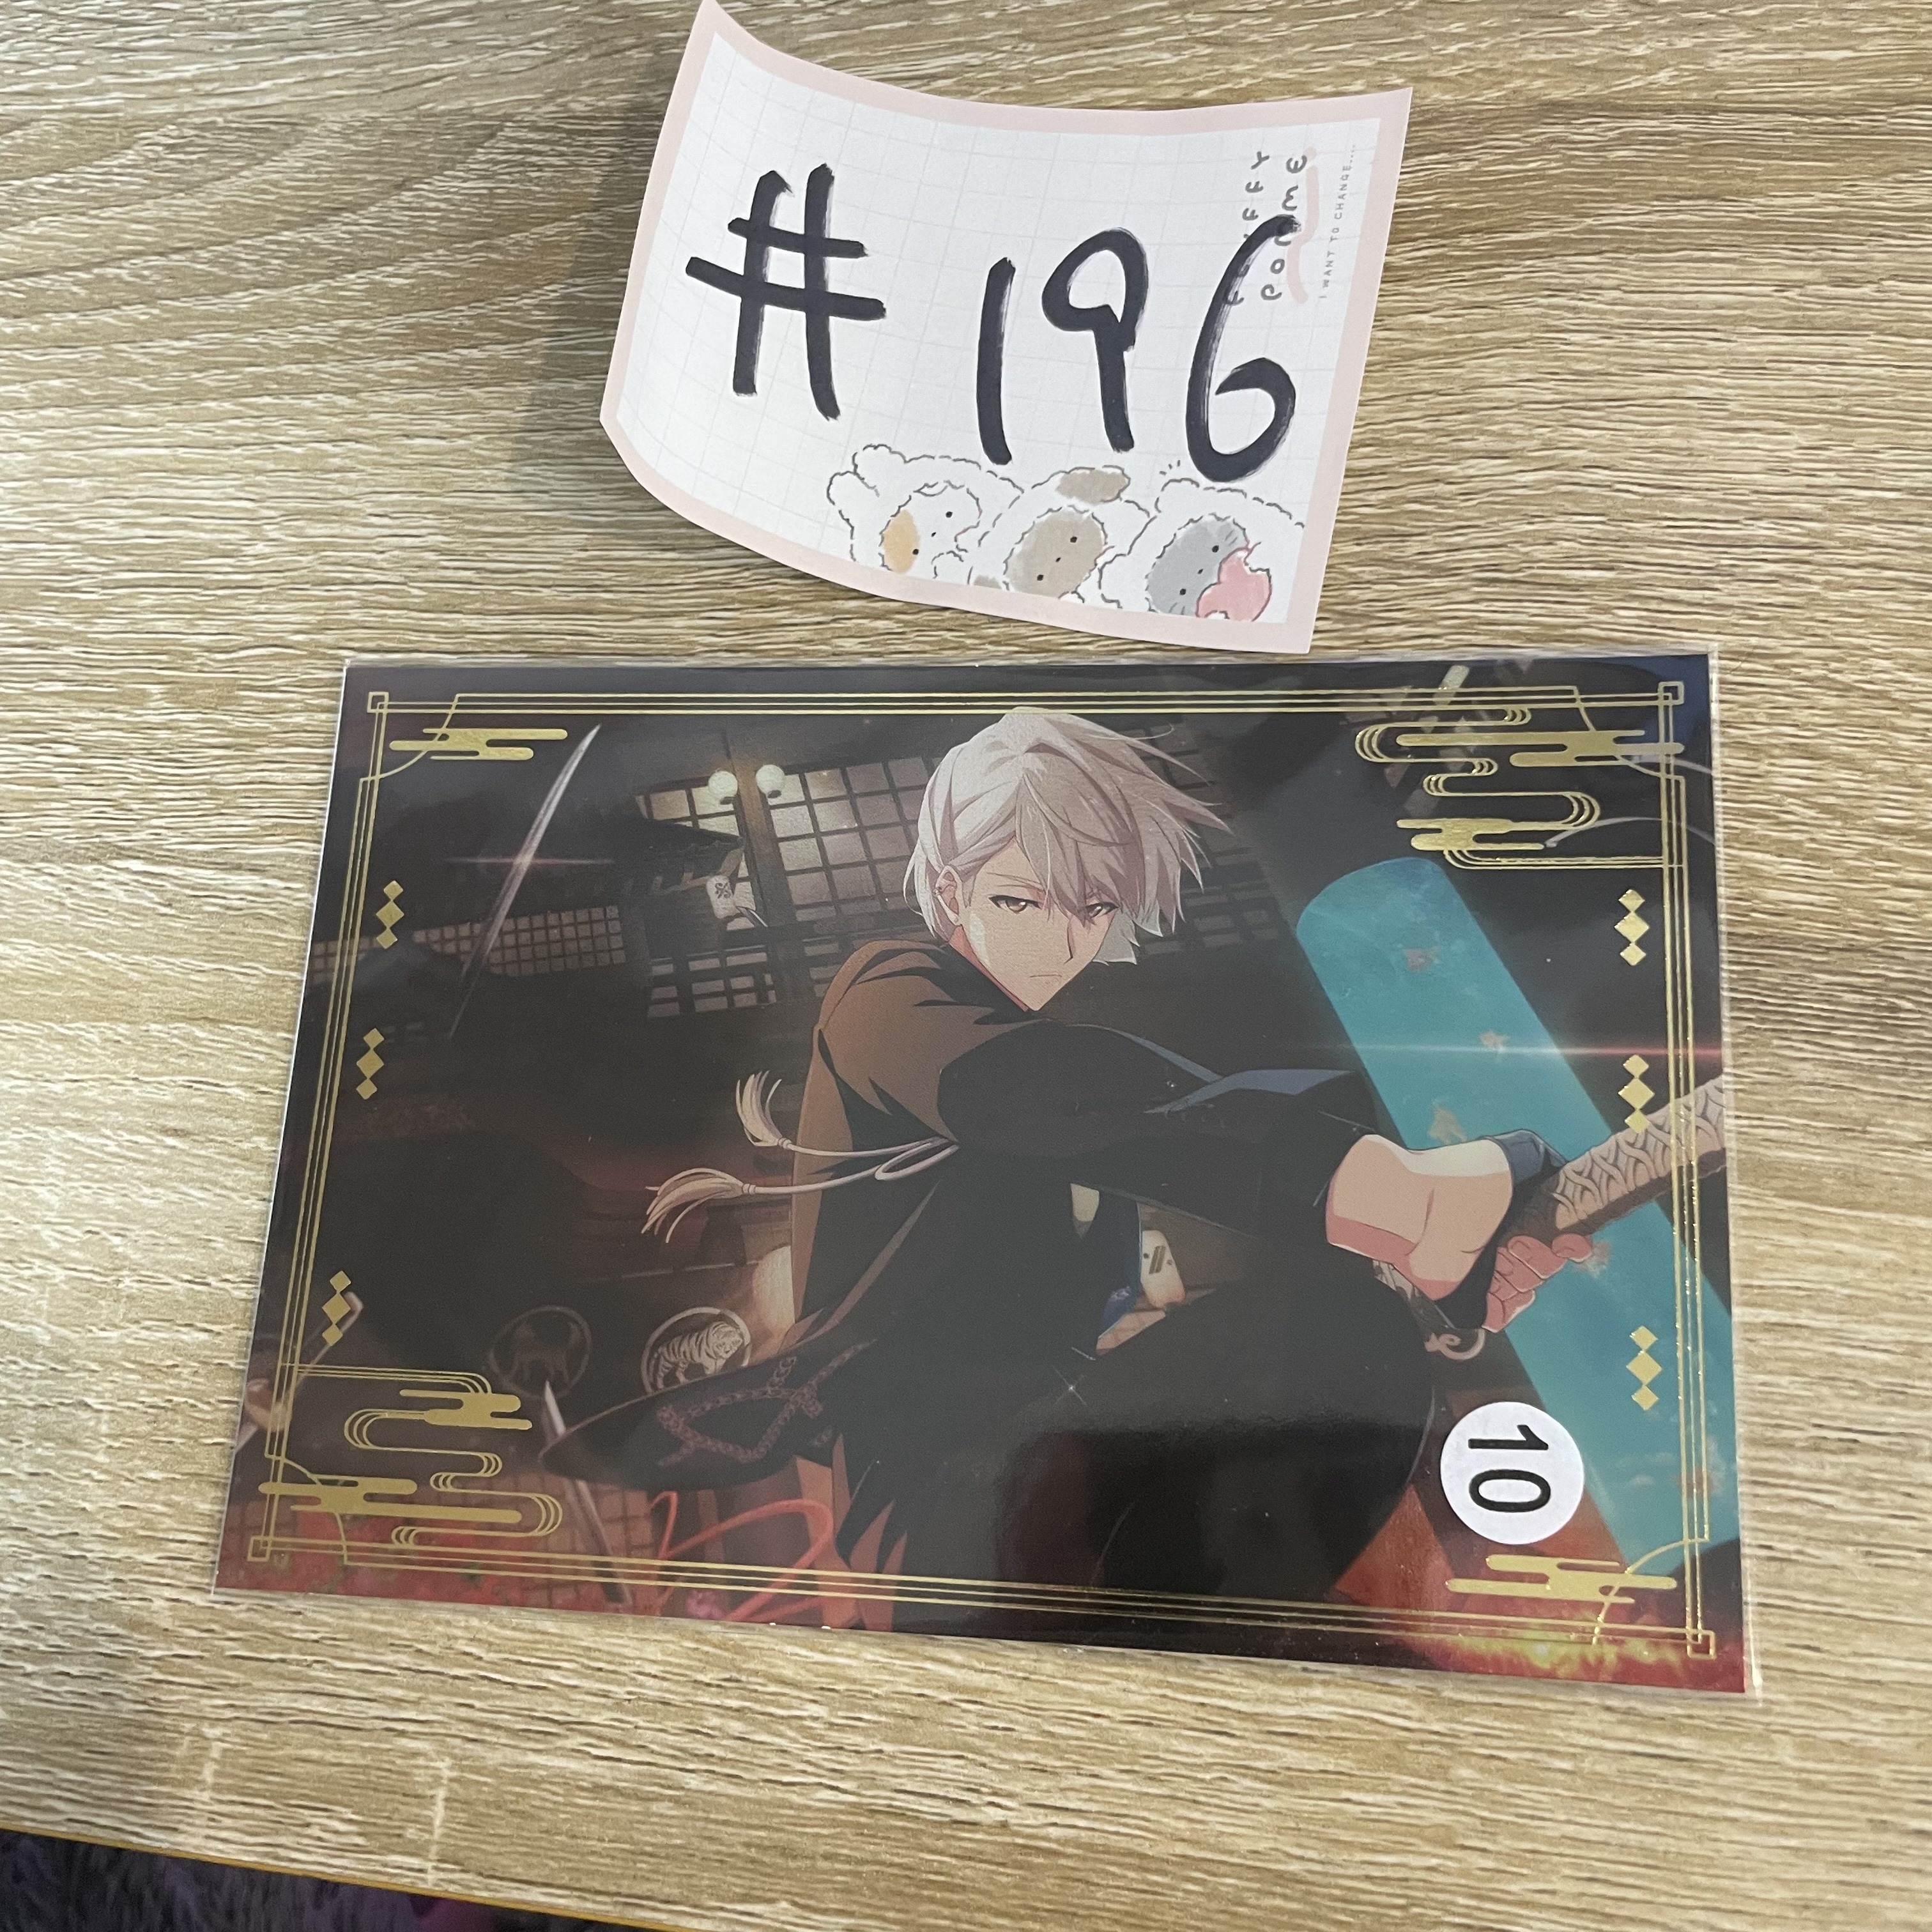 # 196
FLUFFY
POMME
I WANT TO CHANGE....
10